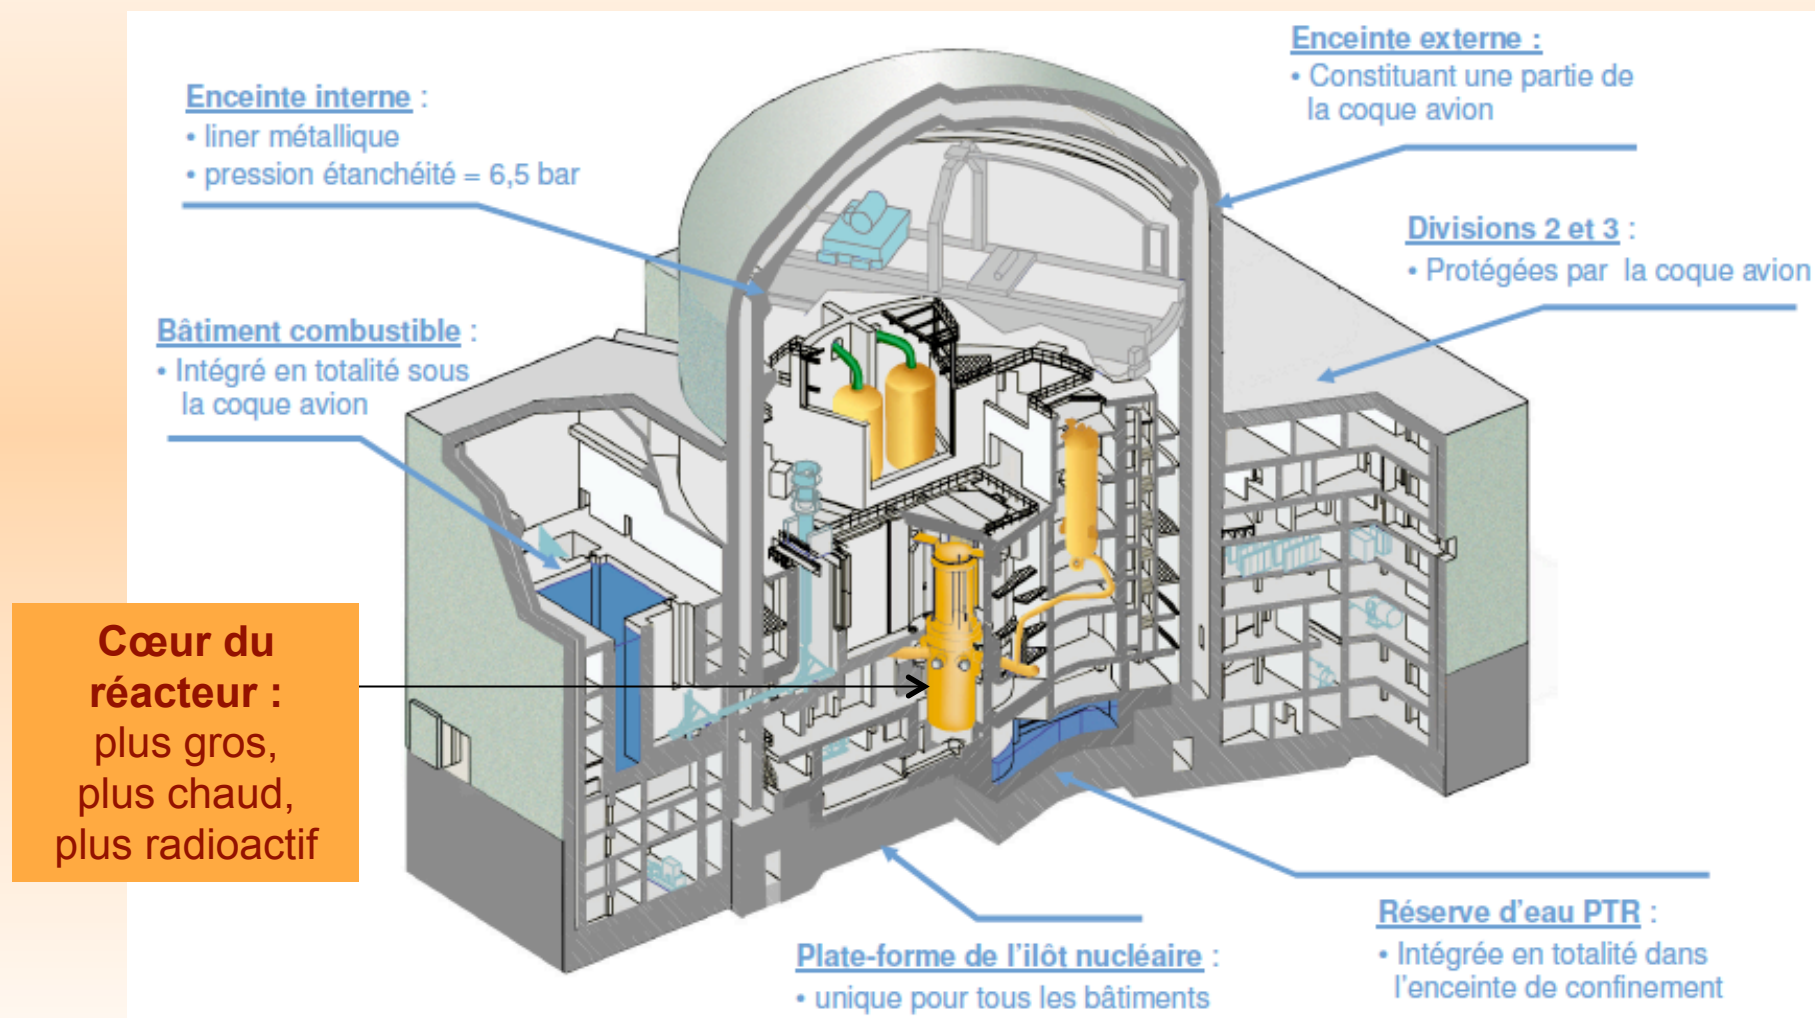 Enceinte interne :
• liner métallique
• pression étanchéité = 6,5 bar
Enceinte externe :
• Constituant une partie de
la coque avion
Divisions 2 et 3 :
• Protégées par la coque avion
Bâtiment combustible :
• Intégré en totalité sous
la coque avion
Cœur du
réacteur :
plus gros,
plus chaud,
plus radioactif
Plate-forme de l'ilôt nucléaire :
• unique pour tous les bâtiments
Réserve d'eau PTR :
• Intégrée en totalité dans
l'enceinte de confinement